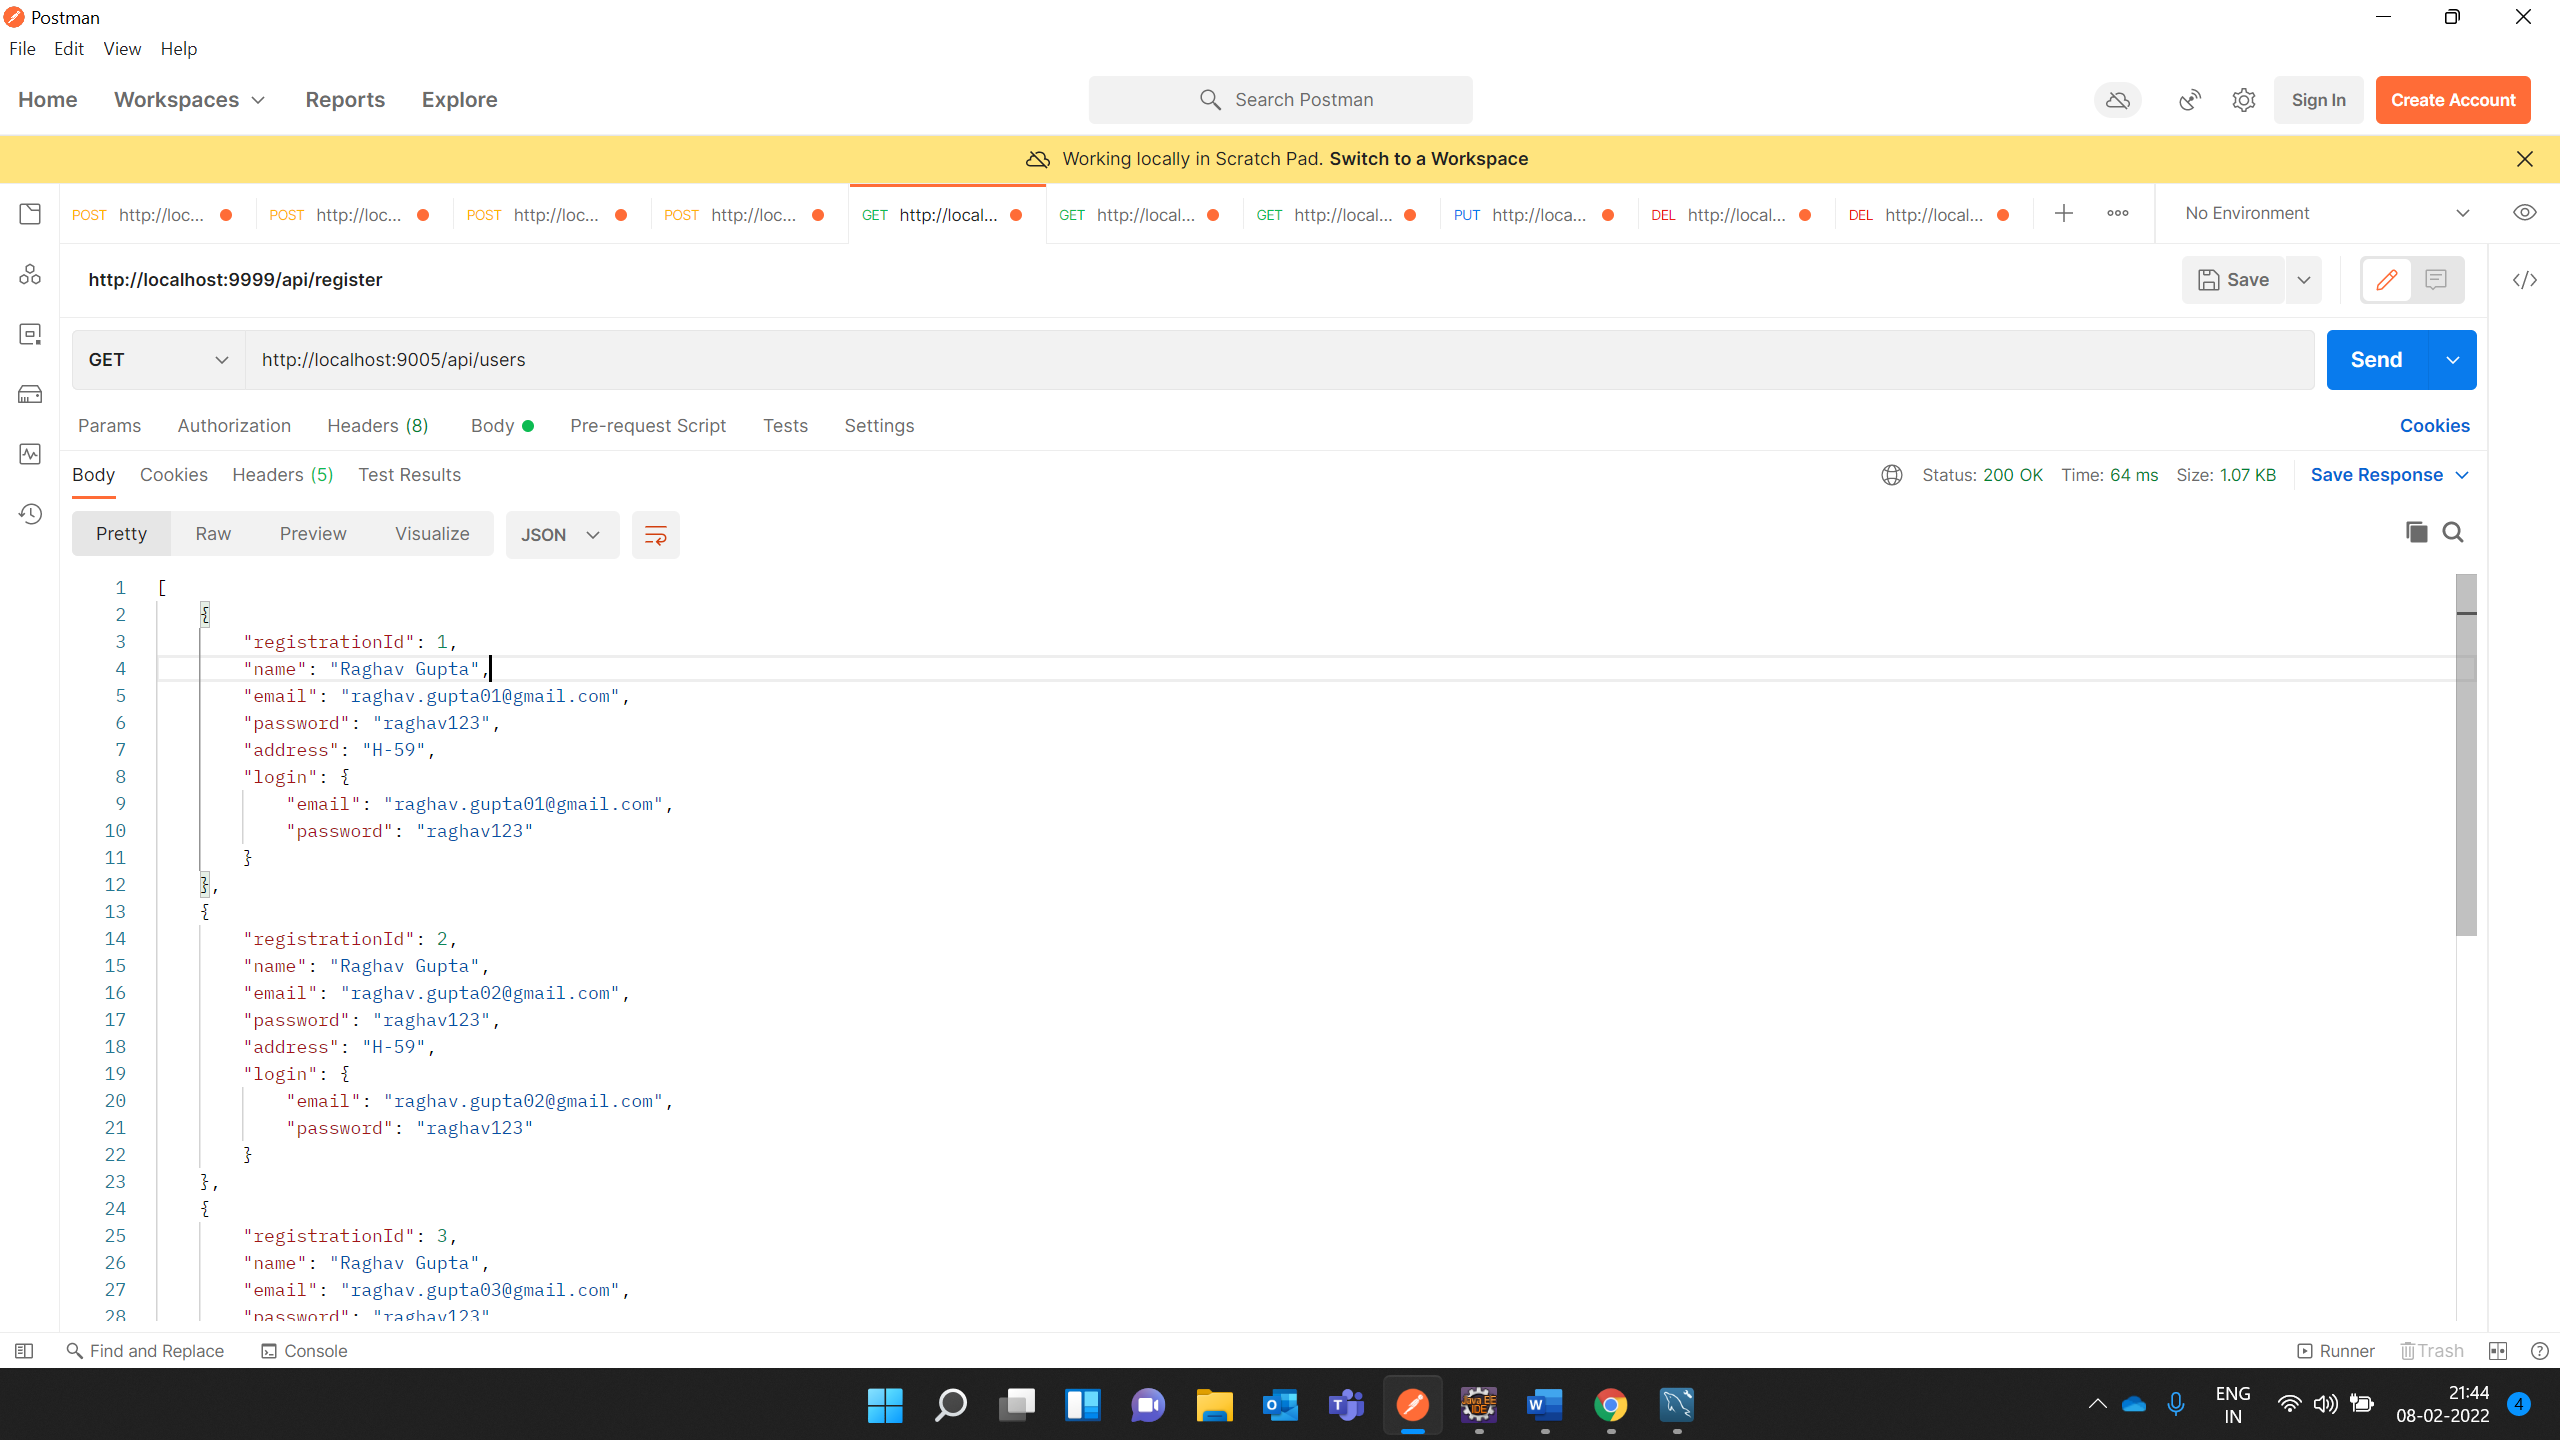 Postman
File Edit View Help
Home Workspaces Reports Explore Search Postman Sign In Create Account
Working locally in Scratch Pad. Switch to a Workspace
POST http://loc... POST http://loc... POST http://loc... POST http://loc... GET http://local... GET http://local... GET http://local... PUT http://loca... DEL http://local... DEL http://local... No Environment
http://localhost:9999/api/register Save
GET http://localhost:9005/api/users Send
Params Authorization Headers (8) Body Pre-request Script Tests Settings Cookies
Body Cookies Headers (5) Test Results Status: 200 OK Time: 64 ms Size: 1.07 KB Save Response
Pretty Raw Preview Visualize JSON
1 [
2 {
3 "registrationId": 1,
4 "name": "Raghav Gupta",
5 "email": "raghav.gupta01@gmail.com",
6 "password": "raghav123",
7 "address": "H-59",
8 "login": {
9 "email": "raghav.gupta01@gmail.com",
10 "password": "raghav123"
11 }
12 },
13 {
14 "registrationId": 2,
15 "name": "Raghav Gupta",
16 "email": "raghav.gupta02@gmail.com",
17 "password": "raghav123",
18 "address": "H-59",
19 "login": {
20 "email": "raghav.gupta02@gmail.com",
21 "password": "raghav123"
22 }
23 },
24 {
25 "registrationId": 3,
26 "name": "Raghav Gupta",
27 "email": "raghav.gupta03@gmail.com",
28 "password": "raghav123"
Find and Replace Console Runner Trash
Java EE IDE
ENG IN
21:44
08-02-2022
4